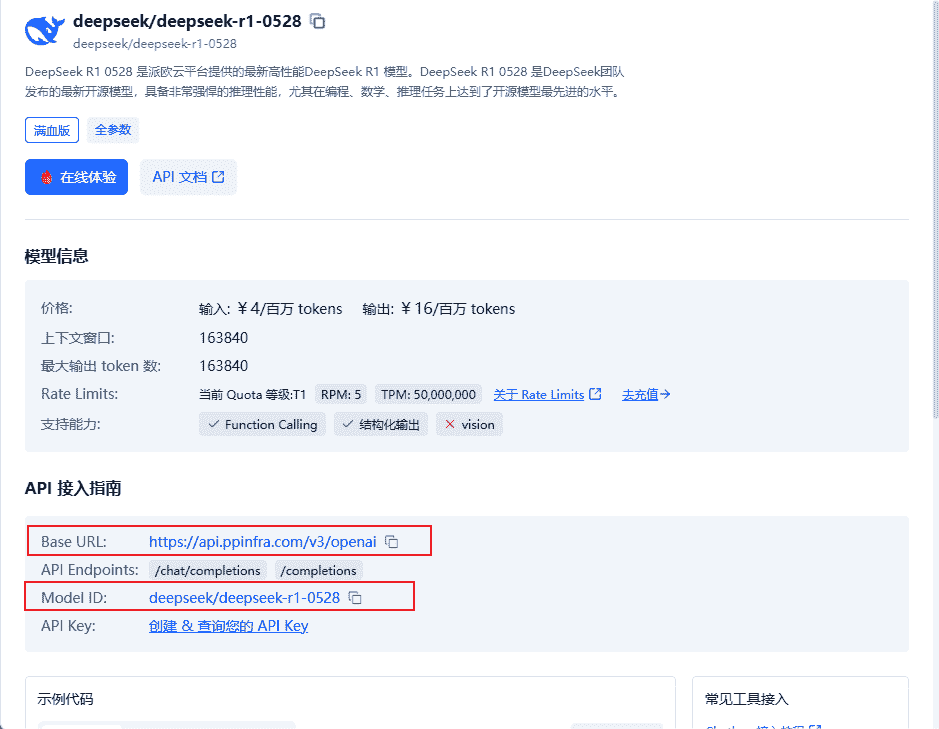 deepseek/deepseek-r1-0528
deepseek/deepseek-r1-0528
DeepSeek R1 0528 是派欧云平台提供的最新高性能DeepSeek R1 模型。DeepSeek R1 0528 是DeepSeek团队
发布的最新开源模型，具备非常强悍的推理性能，尤其在编程、数学、推理任务上达到了开源模型最先进的水平。
满血版 全参数
在线体验 API 文档
模型信息
价格: 输入: ￥4/百万 tokens 输出: ￥16/百万 tokens
上下文窗口: 163840
最大输出 token 数: 163840
Rate Limits: 当前 Quota 等级:T1 RPM: 5 TPM: 50,000,000 关于 Rate Limits 去充值→
支持能力: ✓ Function Calling ✓ 结构化输出 ✕ vision
API 接入指南
Base URL: https://api.ppinfra.com/v3/openai
API Endpoints: /chat/completions /completions
Model ID: deepseek/deepseek-r1-0528
API Key: 创建 & 查询您的 API Key
示例代码 常见工具接入